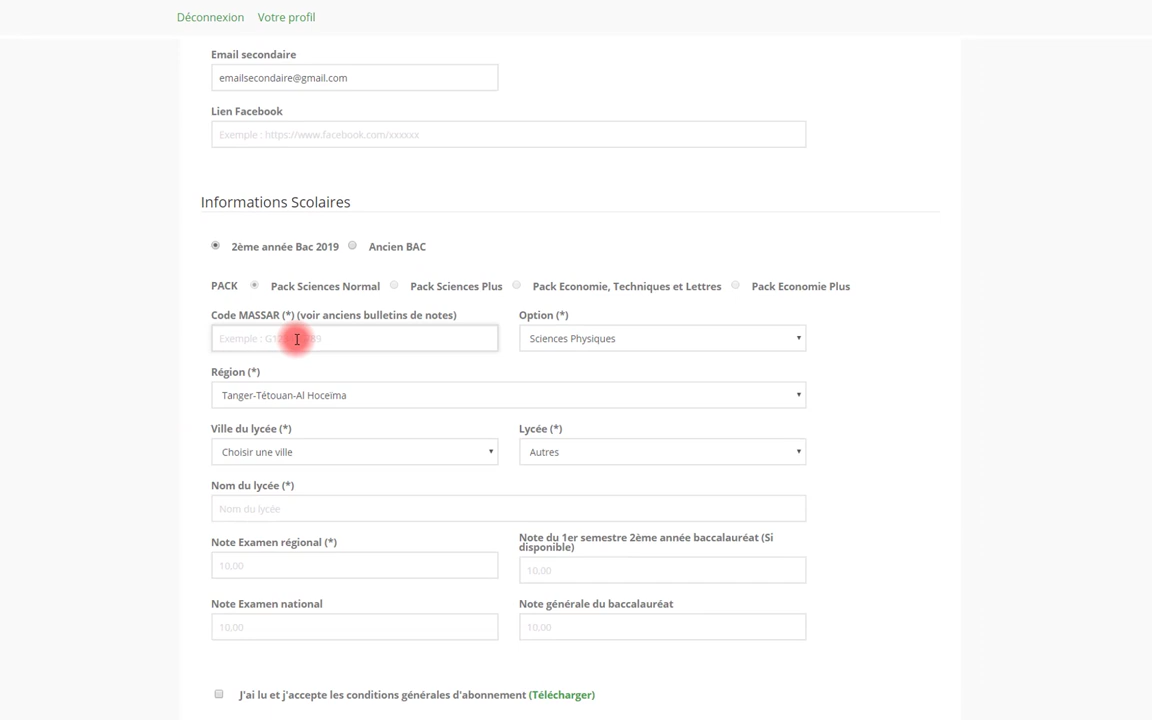 Déconnexion Votre profil
Email secondaire
emailsecondaire@gmail.com
Lien Facebook
Exemple : https://www.facebook.com/xxxxxx
Informations Scolaires
2ème année Bac 2019 Ancien BAC
PACK Pack Sciences Normal Pack Sciences Plus Pack Economie, Techniques et Lettres Pack Economie Plus
Code MASSAR (*) (voir anciens bulletins de notes) Option (*)
Exemple : Sciences Physiques
Région (*)
Tanger-Tétouan-Al Hoceïma
Ville du lycée (*) Lycée (*)
Choisir une ville Autres
Nom du lycée (*)
Nom du lycée
Note Examen régional (*) Note du 1er semestre 2ème année baccalauréat (Si
disponible)
10,00 10,00
Note Examen national Note générale du baccalauréat
10,00 10,00
J'ai lu et j'accepte les conditions générales d'abonnement (Télécharger)